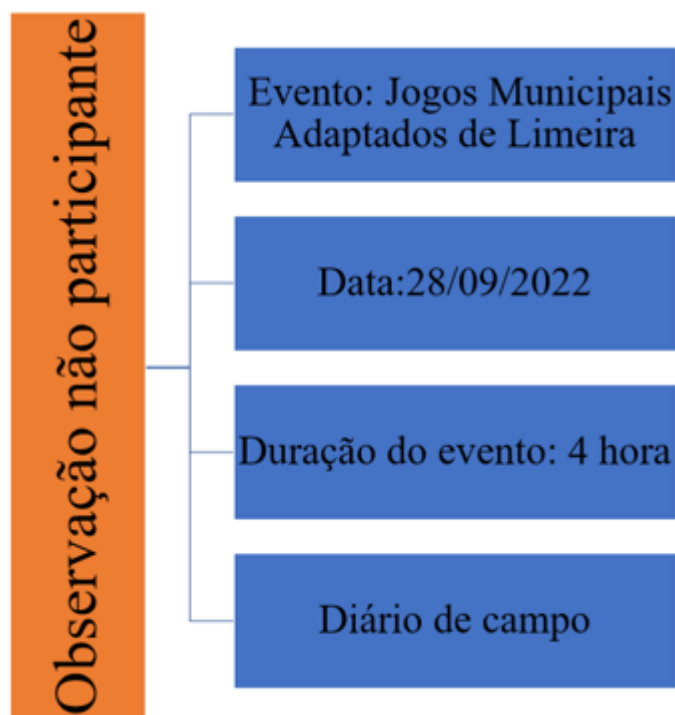 Observação não participante
Evento: Jogos Municipais
Adaptados de Limeira
Data:28/09/2022
Duração do evento: 4 hora
Diário de campo